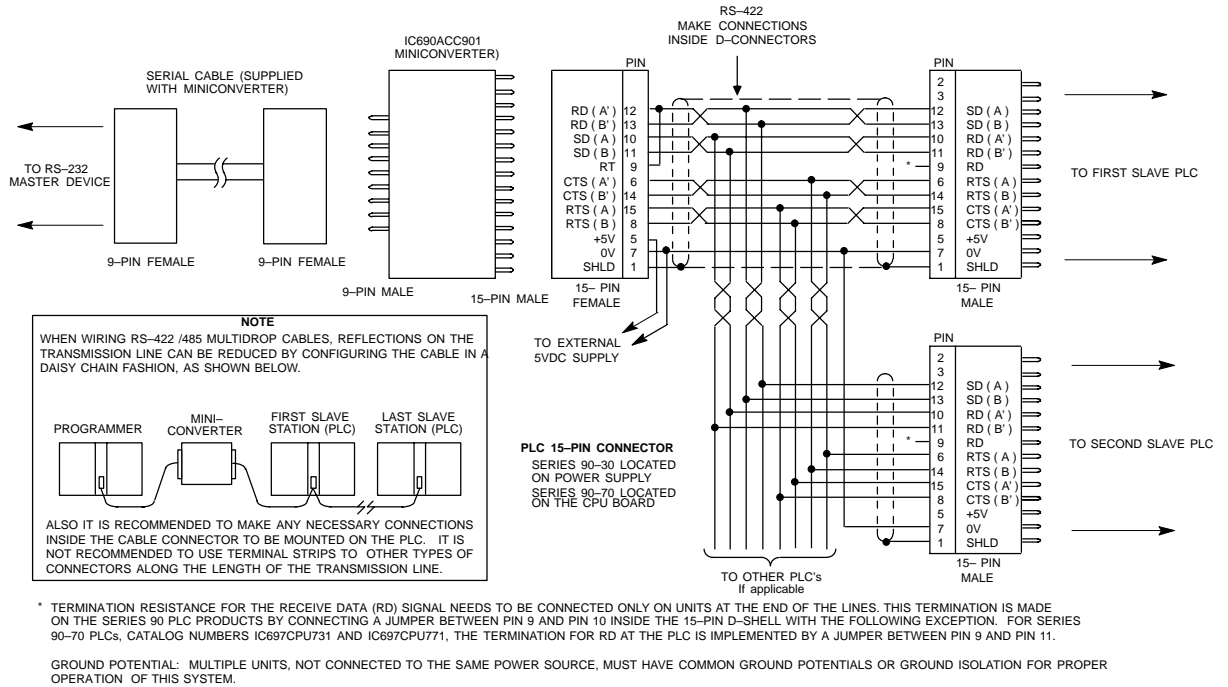 RS–422
MAKE CONNECTIONS
INSIDE D–CONNECTORS
IC690ACC901
MINICONVERTER)
SERIAL CABLE (SUPPLIED
WITH MINICONVERTER)
TO RS–232
MASTER DEVICE
9–PIN FEMALE
9–PIN FEMALE
9–PIN MALE
15–PIN MALE
PIN
RD ( A' ) 12
RD ( B' ) 13
SD ( A ) 10
SD ( B ) 11
RT 9
CTS ( A' ) 6
CTS ( B' ) 14
RTS ( A ) 15
RTS ( B ) 8
+5V 5
0V 7
SHLD 1
15– PIN
FEMALE
TO EXTERNAL
5VDC SUPPLY
PIN
2
3
12 SD ( A )
13 SD ( B )
10 RD ( A' )
11 RD ( B' )
* 9 RD
6 RTS ( A )
14 RTS ( B )
15 CTS ( A' )
8 CTS ( B' )
5 +5V
7 0V
1 SHLD
15– PIN
MALE
TO FIRST SLAVE PLC
NOTE
WHEN WIRING RS–422 /485 MULTIDROP CABLES, REFLECTIONS ON THE
TRANSMISSION LINE CAN BE REDUCED BY CONFIGURING THE CABLE IN A
DAISY CHAIN FASHION, AS SHOWN BELOW.
PROGRAMMER
MINI–
CONVERTER
FIRST SLAVE
STATION (PLC)
LAST SLAVE
STATION (PLC)
ALSO IT IS RECOMMENDED TO MAKE ANY NECESSARY CONNECTIONS
INSIDE THE CABLE CONNECTOR TO BE MOUNTED ON THE PLC. IT IS
NOT RECOMMENDED TO USE TERMINAL STRIPS TO OTHER TYPES OF
CONNECTORS ALONG THE LENGTH OF THE TRANSMISSION LINE.
PLC 15–PIN CONNECTOR
SERIES 90–30 LOCATED
ON POWER SUPPLY
SERIES 90–70 LOCATED
ON THE CPU BOARD
PIN
2
3
12 SD ( A )
13 SD ( B )
10 RD ( A' )
11 RD ( B' )
* 9 RD
6 RTS ( A )
14 RTS ( B )
15 CTS ( A' )
8 CTS ( B' )
5 +5V
7 0V
1 SHLD
15– PIN
MALE
TO SECOND SLAVE PLC
TO OTHER PLC's
If applicable
* TERMINATION RESISTANCE FOR THE RECEIVE DATA (RD) SIGNAL NEEDS TO BE CONNECTED ONLY ON UNITS AT THE END OF THE LINES. THIS TERMINATION IS MADE
ON THE SERIES 90 PLC PRODUCTS BY CONNECTING A JUMPER BETWEEN PIN 9 AND PIN 10 INSIDE THE 15–PIN D–SHELL WITH THE FOLLOWING EXCEPTION. FOR SERIES
90–70 PLCs, CATALOG NUMBERS IC697CPU731 AND IC697CPU771, THE TERMINATION FOR RD AT THE PLC IS IMPLEMENTED BY A JUMPER BETWEEN PIN 9 AND PIN 11.
GROUND POTENTIAL: MULTIPLE UNITS, NOT CONNECTED TO THE SAME POWER SOURCE, MUST HAVE COMMON GROUND POTENTIALS OR GROUND ISOLATION FOR PROPER
OPERATION OF THIS SYSTEM.